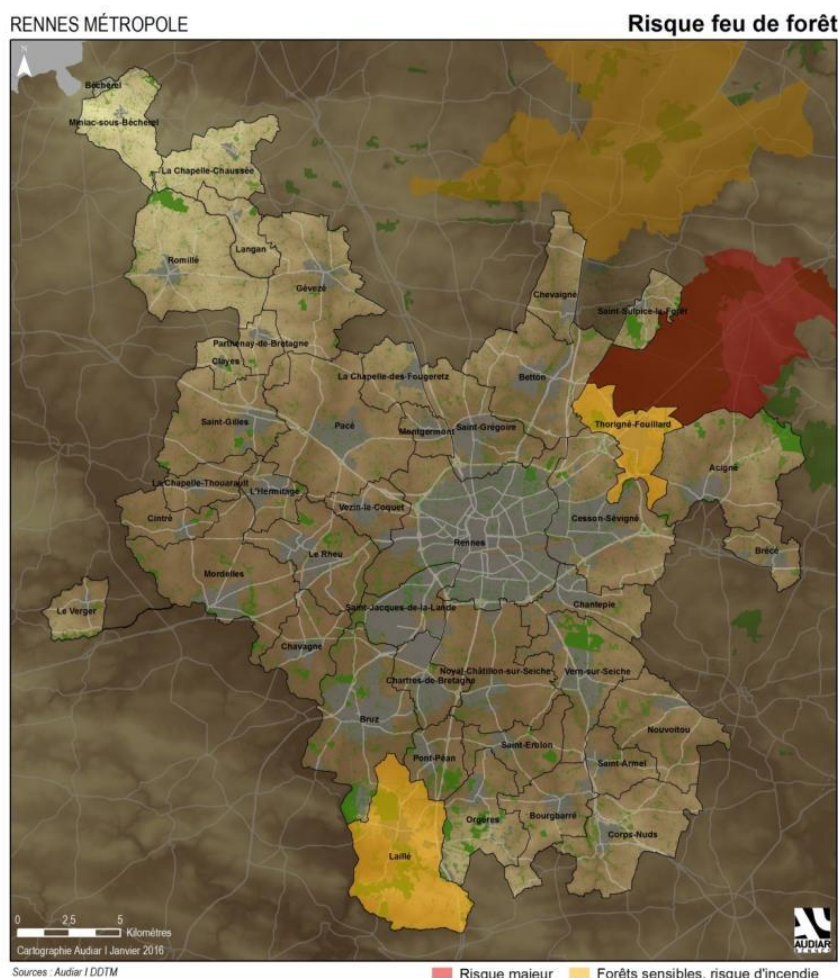 RENNES MÉTROPOLE
Risque feu de forêt
N
Bécherel
Miniac-sous-Bécherel
La Chapelle-Chaussée
Langan
Romillé
Gévezé
Chevaigné
Saint-Sulpice-la-Forêt
Parthenay-de-Bretagne
Clayes
La Chapelle-des-Fougeretz
Betton
Saint-Gilles
Pacé
Montgermont
Saint-Grégoire
Thorigné-Fouillard
Acigné
La Chapelle-Thouarault
L'Hermitage
Vezin-le-Coquet
Cintré
Cesson-Sévigné
Rennes
Le Rheu
Brécé
Mordelles
Le Verger
Saint-Jacques-de-la-Lande
Chantepie
Chavagne
Noyal-Châtillon-sur-Seiche
Vern-sur-Seiche
Chartres-de-Bretagne
Bruz
Nouvoitou
Saint-Erblon
Pont-Péan
Saint-Armel
Orgères
Bourgbarré
Corps-Nuds
Laillé
0 2,5 5
Kilomètres
Cartographie Audiar I Janvier 2016
AUDIAR
RENNES
Sources : Audiar I DDTM
Risque majeur
Forêts sensibles, risque d'incendie